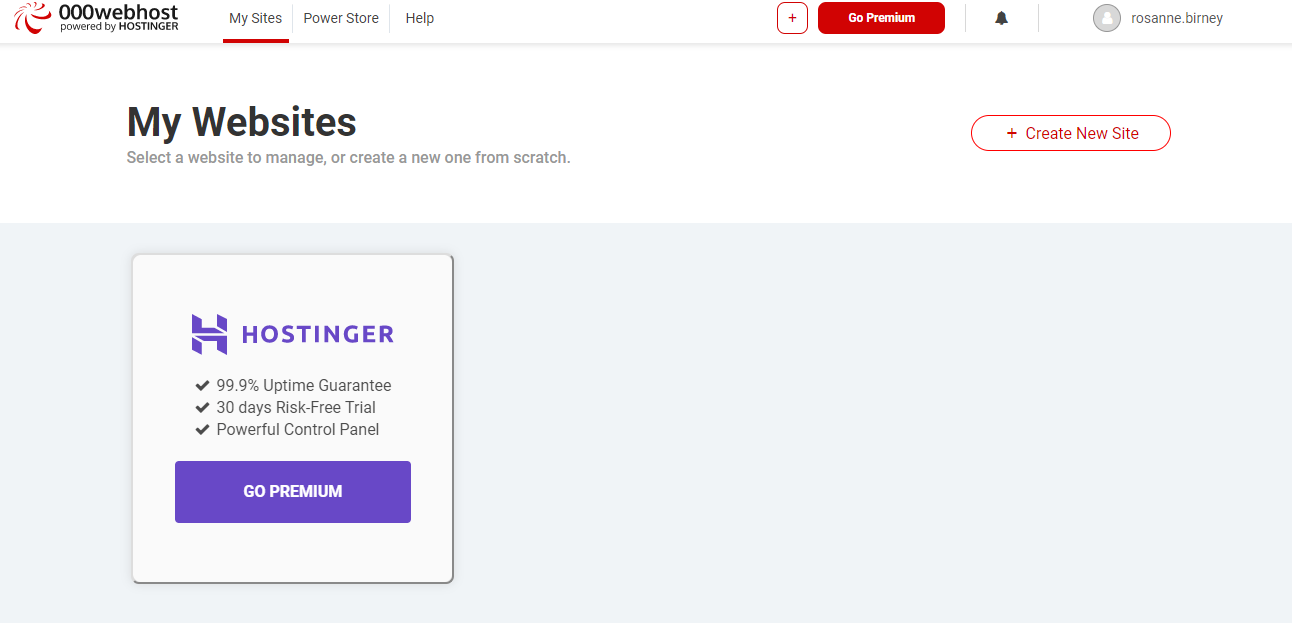 000webhost
powered by HOSTINGER
My Sites
Power Store
Help
+
Go Premium
rosanne.birney
My Websites
Select a website to manage, or create a new one from scratch.
+ Create New Site
HOSTINGER
99.9% Uptime Guarantee
30 days Risk-Free Trial
Powerful Control Panel
GO PREMIUM